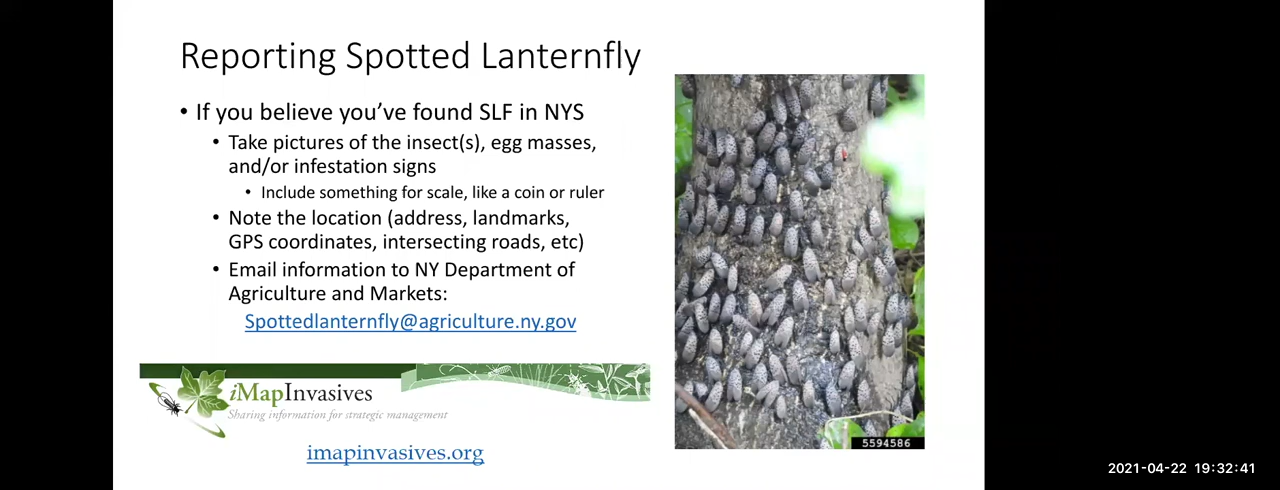 Reporting Spotted Lanternfly
• If you believe you've found SLF in NYS
• Take pictures of the insect(s), egg masses,
and/or infestation signs
• Include something for scale, like a coin or ruler
• Note the location (address, landmarks,
GPS coordinates, intersecting roads, etc)
• Email information to NY Department of
Agriculture and Markets:
Spottedlanternfly@agriculture.ny.gov
iMapInvasives
Sharing information for strategic management
imapinvasives.org
5594586
2021-04-22 19:32:41